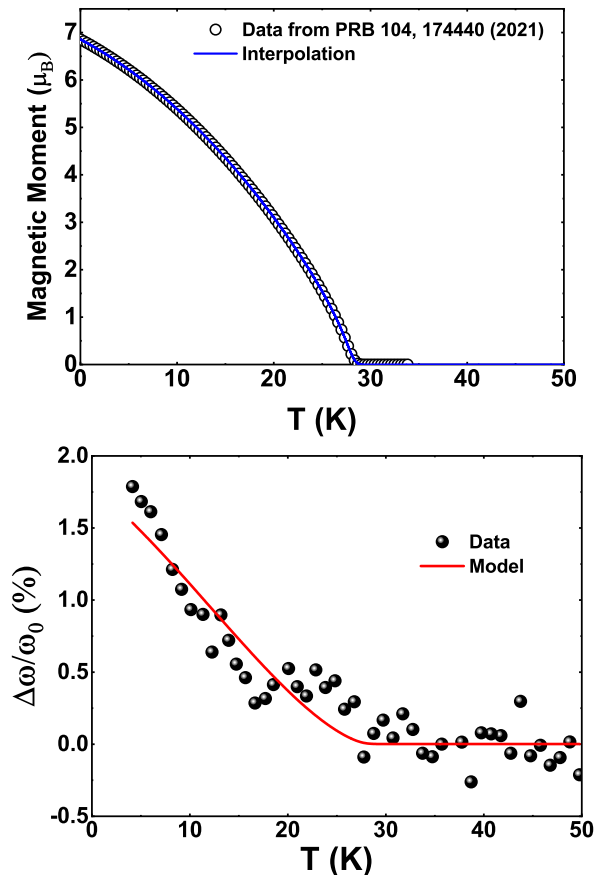 Data from PRB 104, 174440 (2021)
Interpolation
Magnetic Moment (μB)
7
6
5
4
3
2
1
0
0 10 20 30 40 50
T (K)
Data
Model
Δω/ω0 (%)
2.0
1.5
1.0
0.5
0.0
-0.5
0 10 20 30 40 50
T (K)